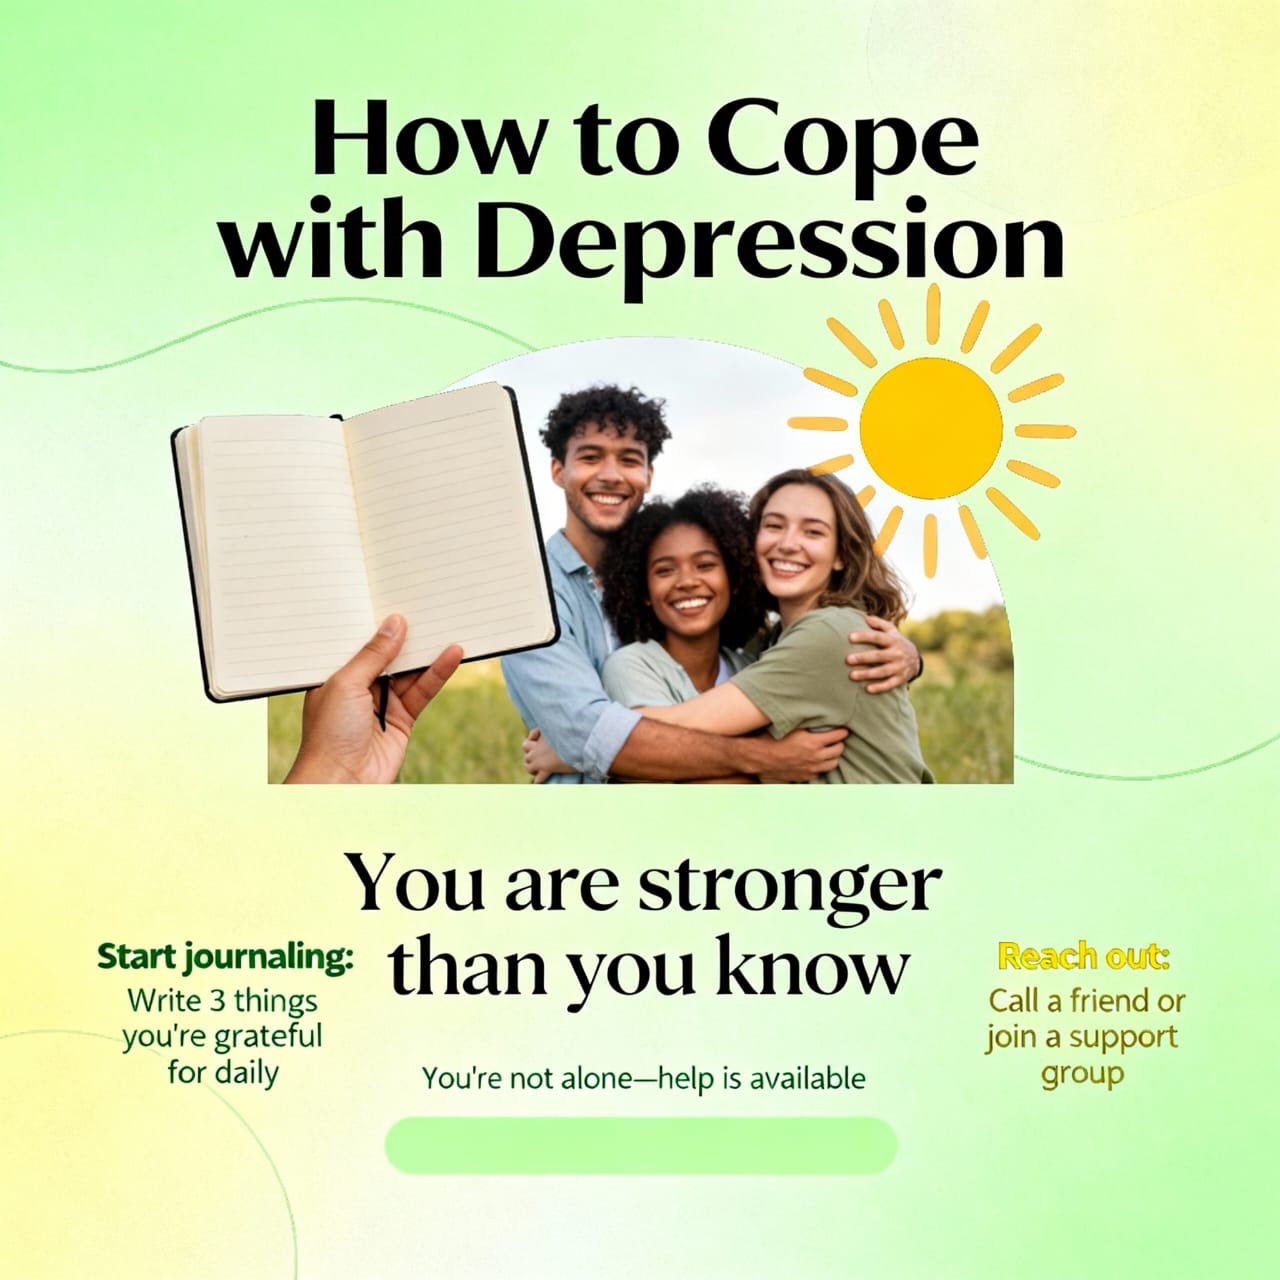 How to Cope
with Depression
You are stronger
than you know
Start journaling:
Write 3 things
you're grateful
for daily
Reach out:
Call a friend or
join a support
group
You're not alone—help is available